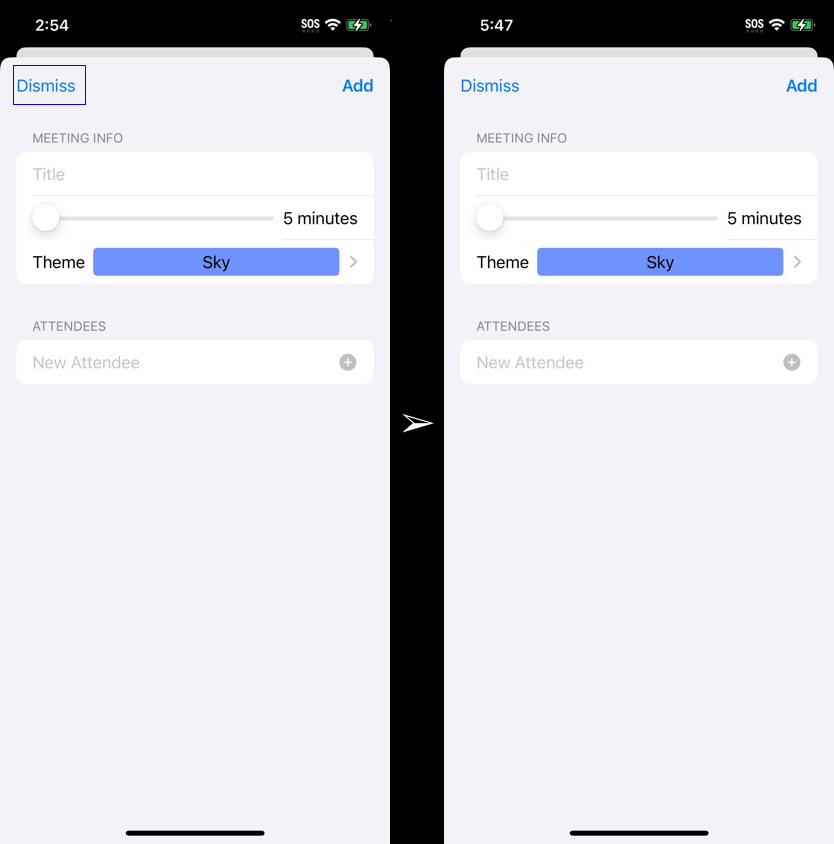 2:54 SOS
Dismiss Add
MEETING INFO
Title
5 minutes
Theme Sky
ATTENDEES
New Attendee
5:47 SOS
Dismiss Add
MEETING INFO
Title
5 minutes
Theme Sky
ATTENDEES
New Attendee